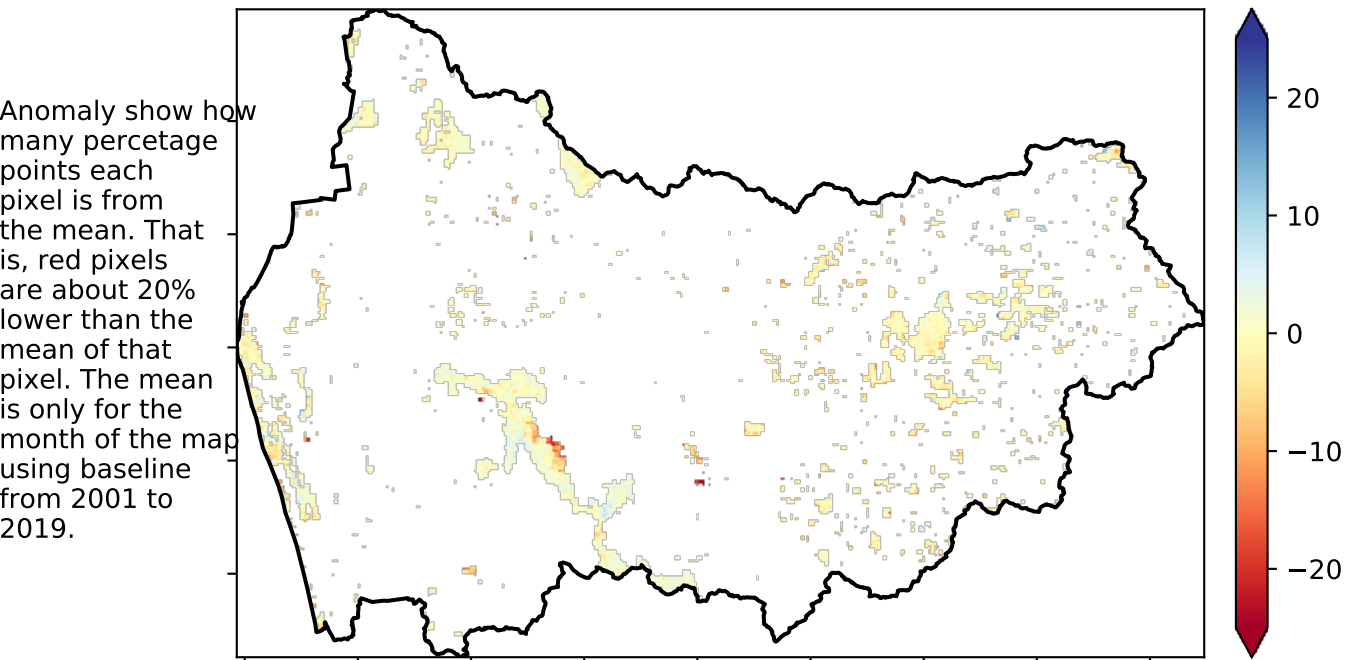 Anomaly show how
many percetage
points each
pixel is from
the mean. That
is, red pixels
are about 20%
lower than the
mean of that
pixel. The mean
is only for the
month of the map
using baseline
from 2001 to
2019.
20
10
0
−10
−20